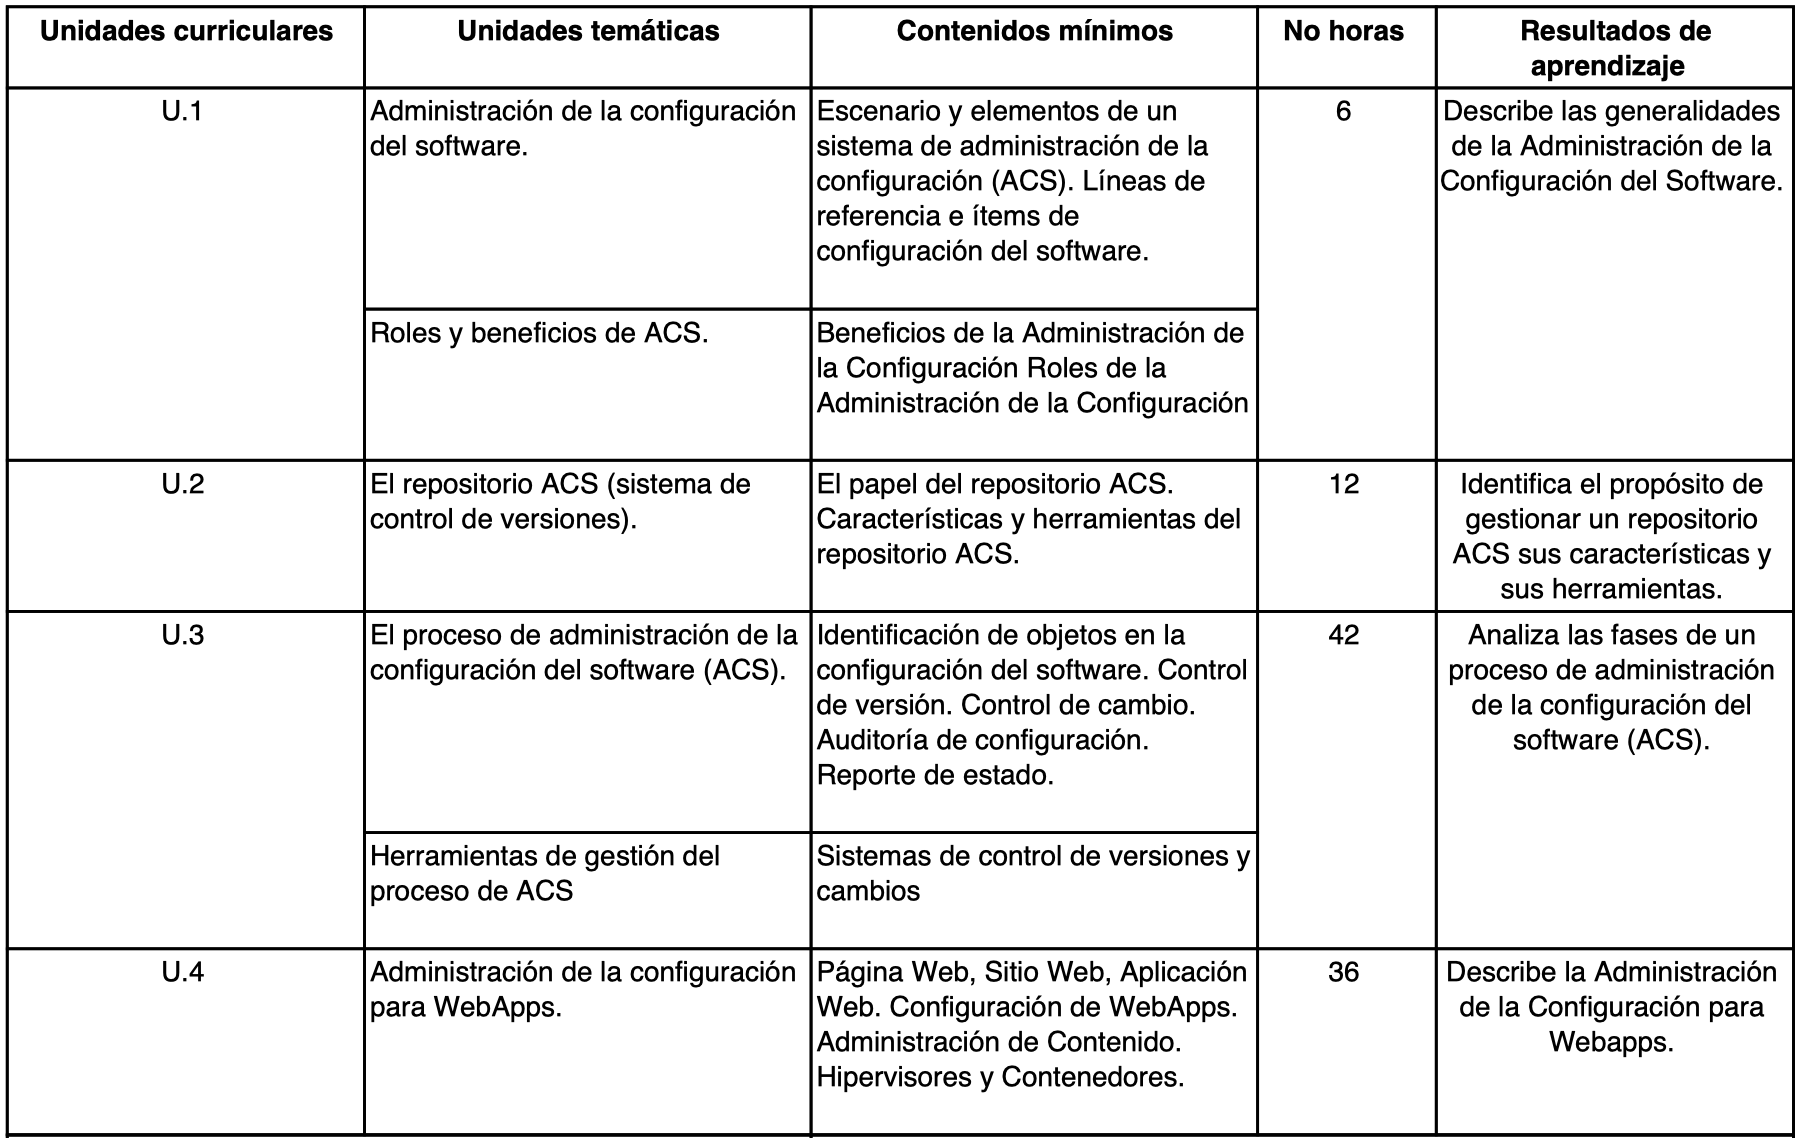 Unidades curriculares
Unidades temáticas
Contenidos mínimos
No horas
Resultados de
aprendizaje
U.1
Administración de la configuración
del software.
Escenario y elementos de un
sistema de administración de la
configuración (ACS). Líneas de
referencia e ítems de
configuración del software.
6
Describe las generalidades
de la Administración de la
Configuración del Software.
Roles y beneficios de ACS.
Beneficios de la Administración de
la Configuración Roles de la
Administración de la Configuración
U.2
El repositorio ACS (sistema de
control de versiones).
El papel del repositorio ACS.
Características y herramientas del
repositorio ACS.
12
Identifica el propósito de
gestionar un repositorio
ACS sus características y
sus herramientas.
U.3
El proceso de administración de la
configuración del software (ACS).
Identificación de objetos en la
configuración del software. Control
de versión. Control de cambio.
Auditoría de configuración.
Reporte de estado.
42
Analiza las fases de un
proceso de administración
de la configuración del
software (ACS).
Herramientas de gestión del
proceso de ACS
Sistemas de control de versiones y
cambios
U.4
Administración de la configuración
para WebApps.
Página Web, Sitio Web, Aplicación
Web. Configuración de WebApps.
Administración de Contenido.
Hipervisores y Contenedores.
36
Describe la Administración
de la Configuración para
Webapps.